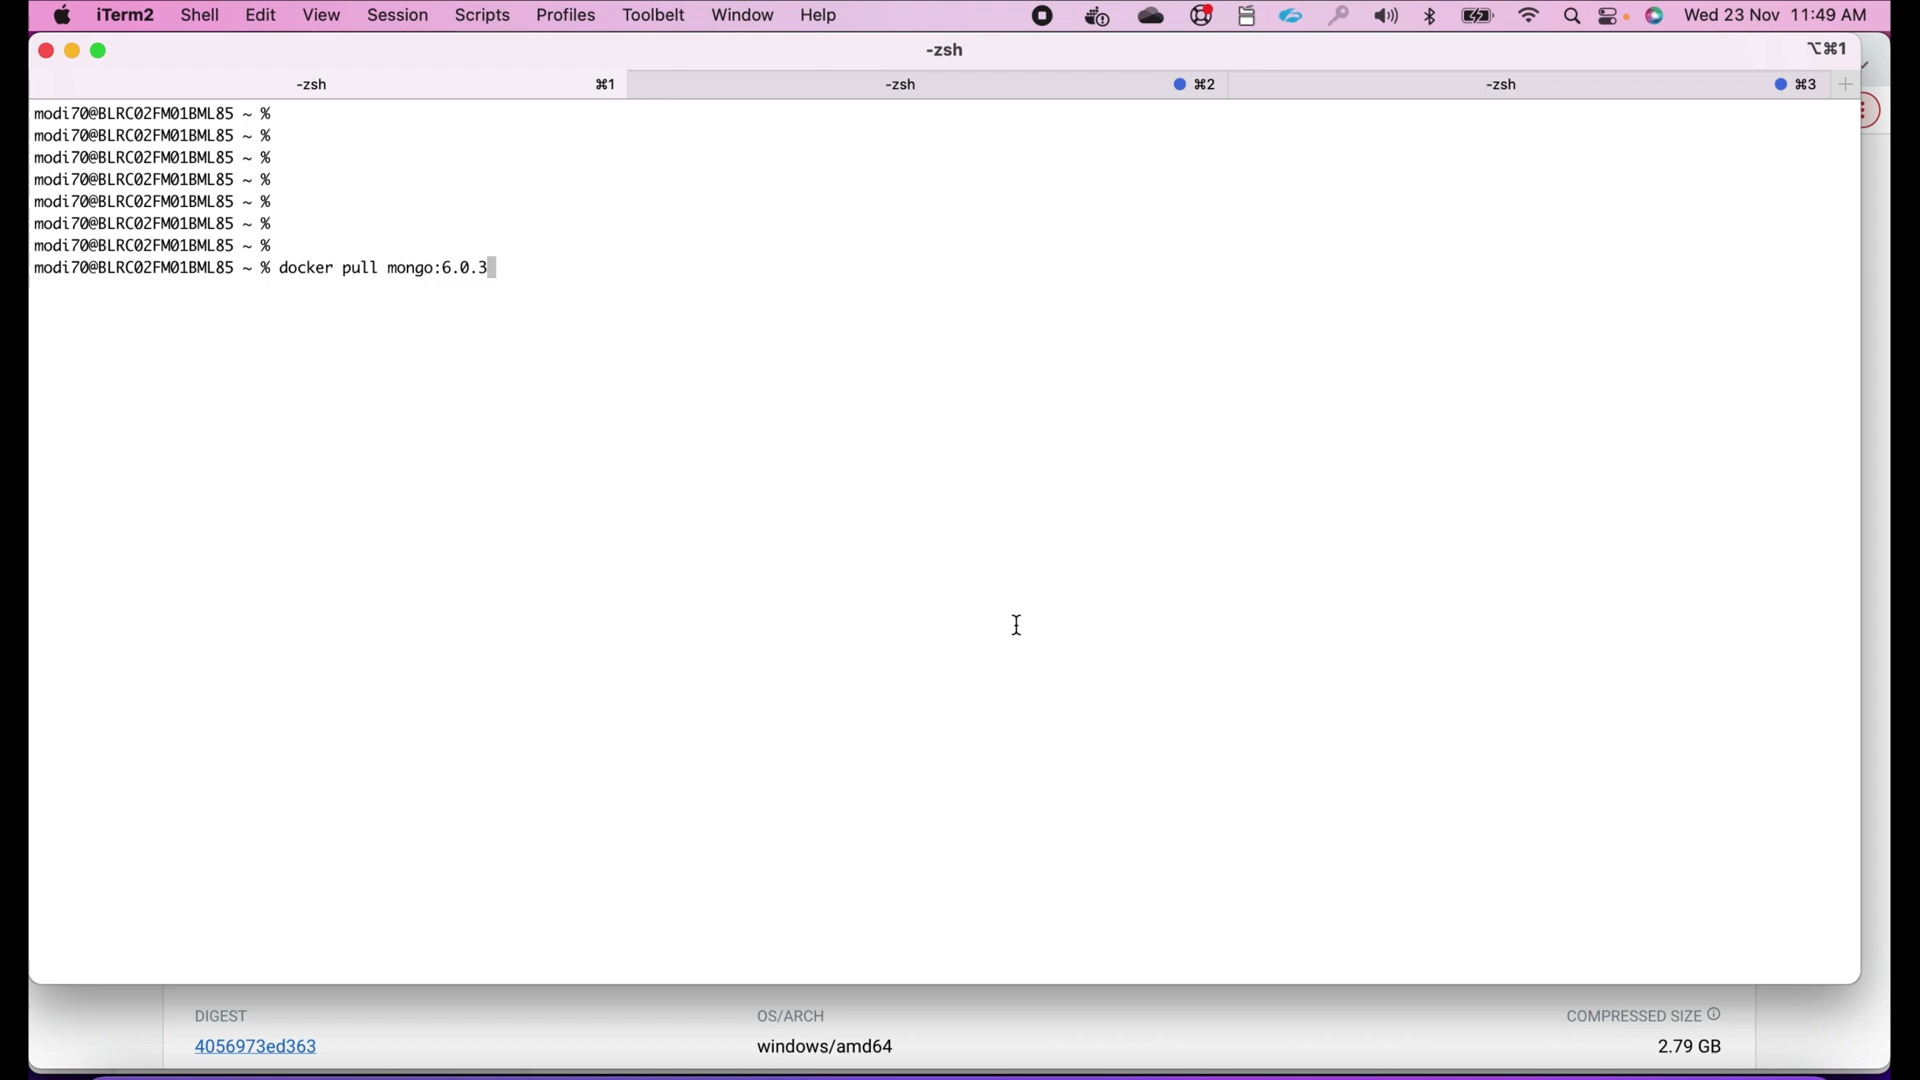 iTerm2 Shell Edit View Session Scripts Profiles Toolbelt Window Help Wed 23 Nov 11:49 AM
-zsh ⌥⌘1
-zsh ⌘1 -zsh ⌘2 -zsh ⌘3
modi70@BLRC02FM01BML85 ~ %
modi70@BLRC02FM01BML85 ~ %
modi70@BLRC02FM01BML85 ~ %
modi70@BLRC02FM01BML85 ~ %
modi70@BLRC02FM01BML85 ~ %
modi70@BLRC02FM01BML85 ~ %
modi70@BLRC02FM01BML85 ~ %
modi70@BLRC02FM01BML85 ~ % docker pull mongo:6.0.3
DIGEST OS/ARCH COMPRESSED SIZE
4056973ed363 windows/amd64 2.79 GB